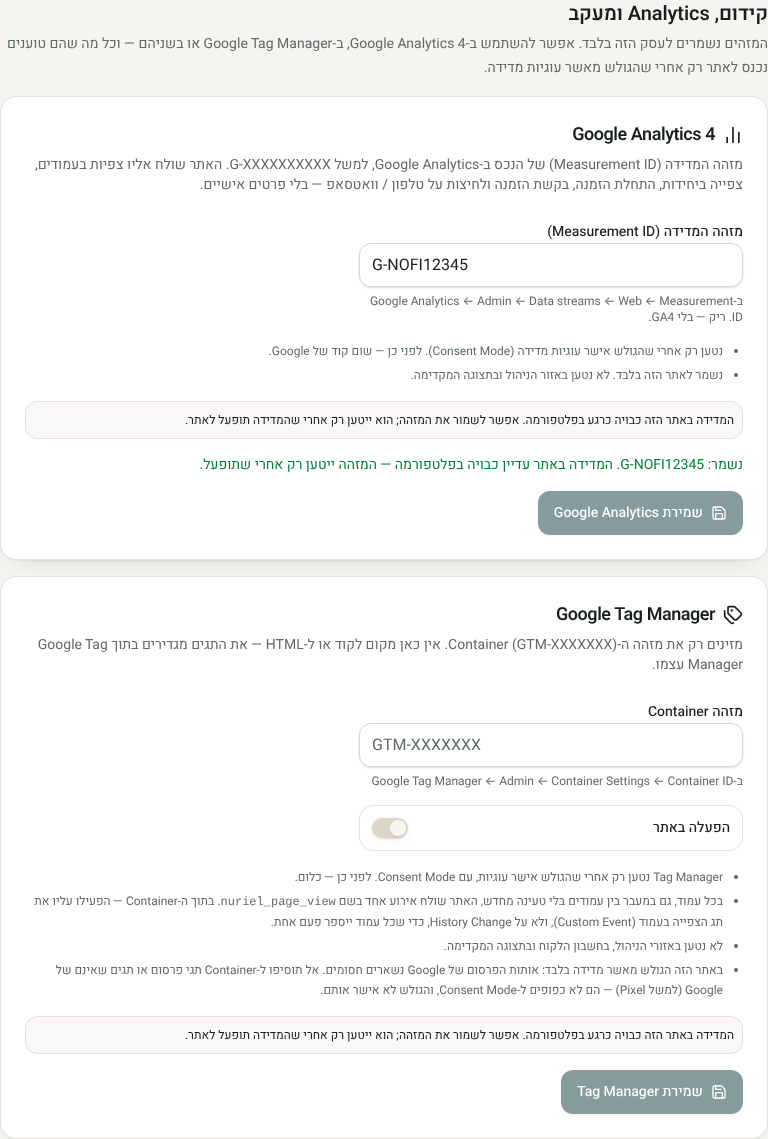 קידום, Analytics ומעקב
המזהים נשמרים לעסק הזה בלבד. אפשר להשתמש ב-Google Analytics 4, ב-Google Tag Manager או בשניהם — וכל מה שהם טוענים
נכנס לאתר רק אחרי שהגולש מאשר עוגיות מדידה.
Google Analytics 4
מזהה המדידה (Measurement ID) של הנכס ב-Google Analytics, למשל G-XXXXXXXXXX. האתר שולח אליו צפיות בעמודים,
צפייה ביחידות, התחלת הזמנה, בקשת הזמנה ולחיצות על טלפון / וואטסאפ — בלי פרטים אישיים.
מזהה המדידה (Measurement ID)
G-NOFI12345
ב-Google Analytics ← Admin ← Data streams ← Web ← Measurement
ID. ריק — בלי GA4.
• נטען רק אחרי שהגולש אישר עוגיות מדידה (Consent Mode). לפני כן — שום קוד של Google.
• נשמר לאתר הזה בלבד. לא נטען באזור הניהול ובתצוגה המקדימה.
המדידה באתר הזה כבויה כרגע בפלטפורמה. אפשר לשמור את המזהה; הוא ייטען רק אחרי שהמדידה תופעל לאתר.
נשמר: G-NOFI12345. המדידה באתר עדיין כבויה בפלטפורמה — המזהה ייטען רק אחרי שתופעל.
שמירת Google Analytics
Google Tag Manager
מזינים רק את מזהה ה-Container (GTM-XXXXXXX). אין כאן מקום לקוד או ל-HTML — את התגים מגדירים בתוך Google Tag
Manager עצמו.
מזהה Container
GTM-XXXXXXX
ב-Google Tag Manager ← Admin ← Container Settings ← Container ID
הפעלה באתר
• Tag Manager נטען רק אחרי שהגולש אישר עוגיות, עם Consent Mode. לפני כן — כלום.
• בכל עמוד, גם במעבר בין עמודים בלי טעינה מחדש, האתר שולח אירוע אחד בשם nuriel_page_view. בתוך ה-Container — הפעילו עליו את
תג הצפייה בעמוד (Custom Event), ולא על History Change, כדי שכל עמוד ייספר פעם אחת.
• לא נטען באזורי הניהול, בחשבון הלקוח ובתצוגה המקדימה.
• באתר הזה הגולש מאשר מדידה בלבד: אותות הפרסום של Google נשארים חסומים. אל תוסיפו ל-Container תגי פרסום או תגים שאינם של
Google (למשל Pixel) — הם לא כפופים ל-Consent Mode, והגולש לא אישר אותם.
המדידה באתר הזה כבויה כרגע בפלטפורמה. אפשר לשמור את המזהה; הוא ייטען רק אחרי שהמדידה תופעל לאתר.
שמירת Tag Manager